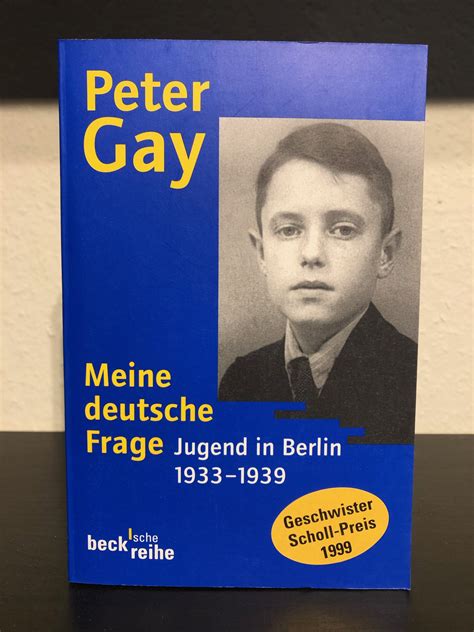 Peter
Gay
Meine
deutsche
Frage
Jugend in Berlin
1933–1939
Geschwister
Scholl-Preis
1999
beck'sche
reihe